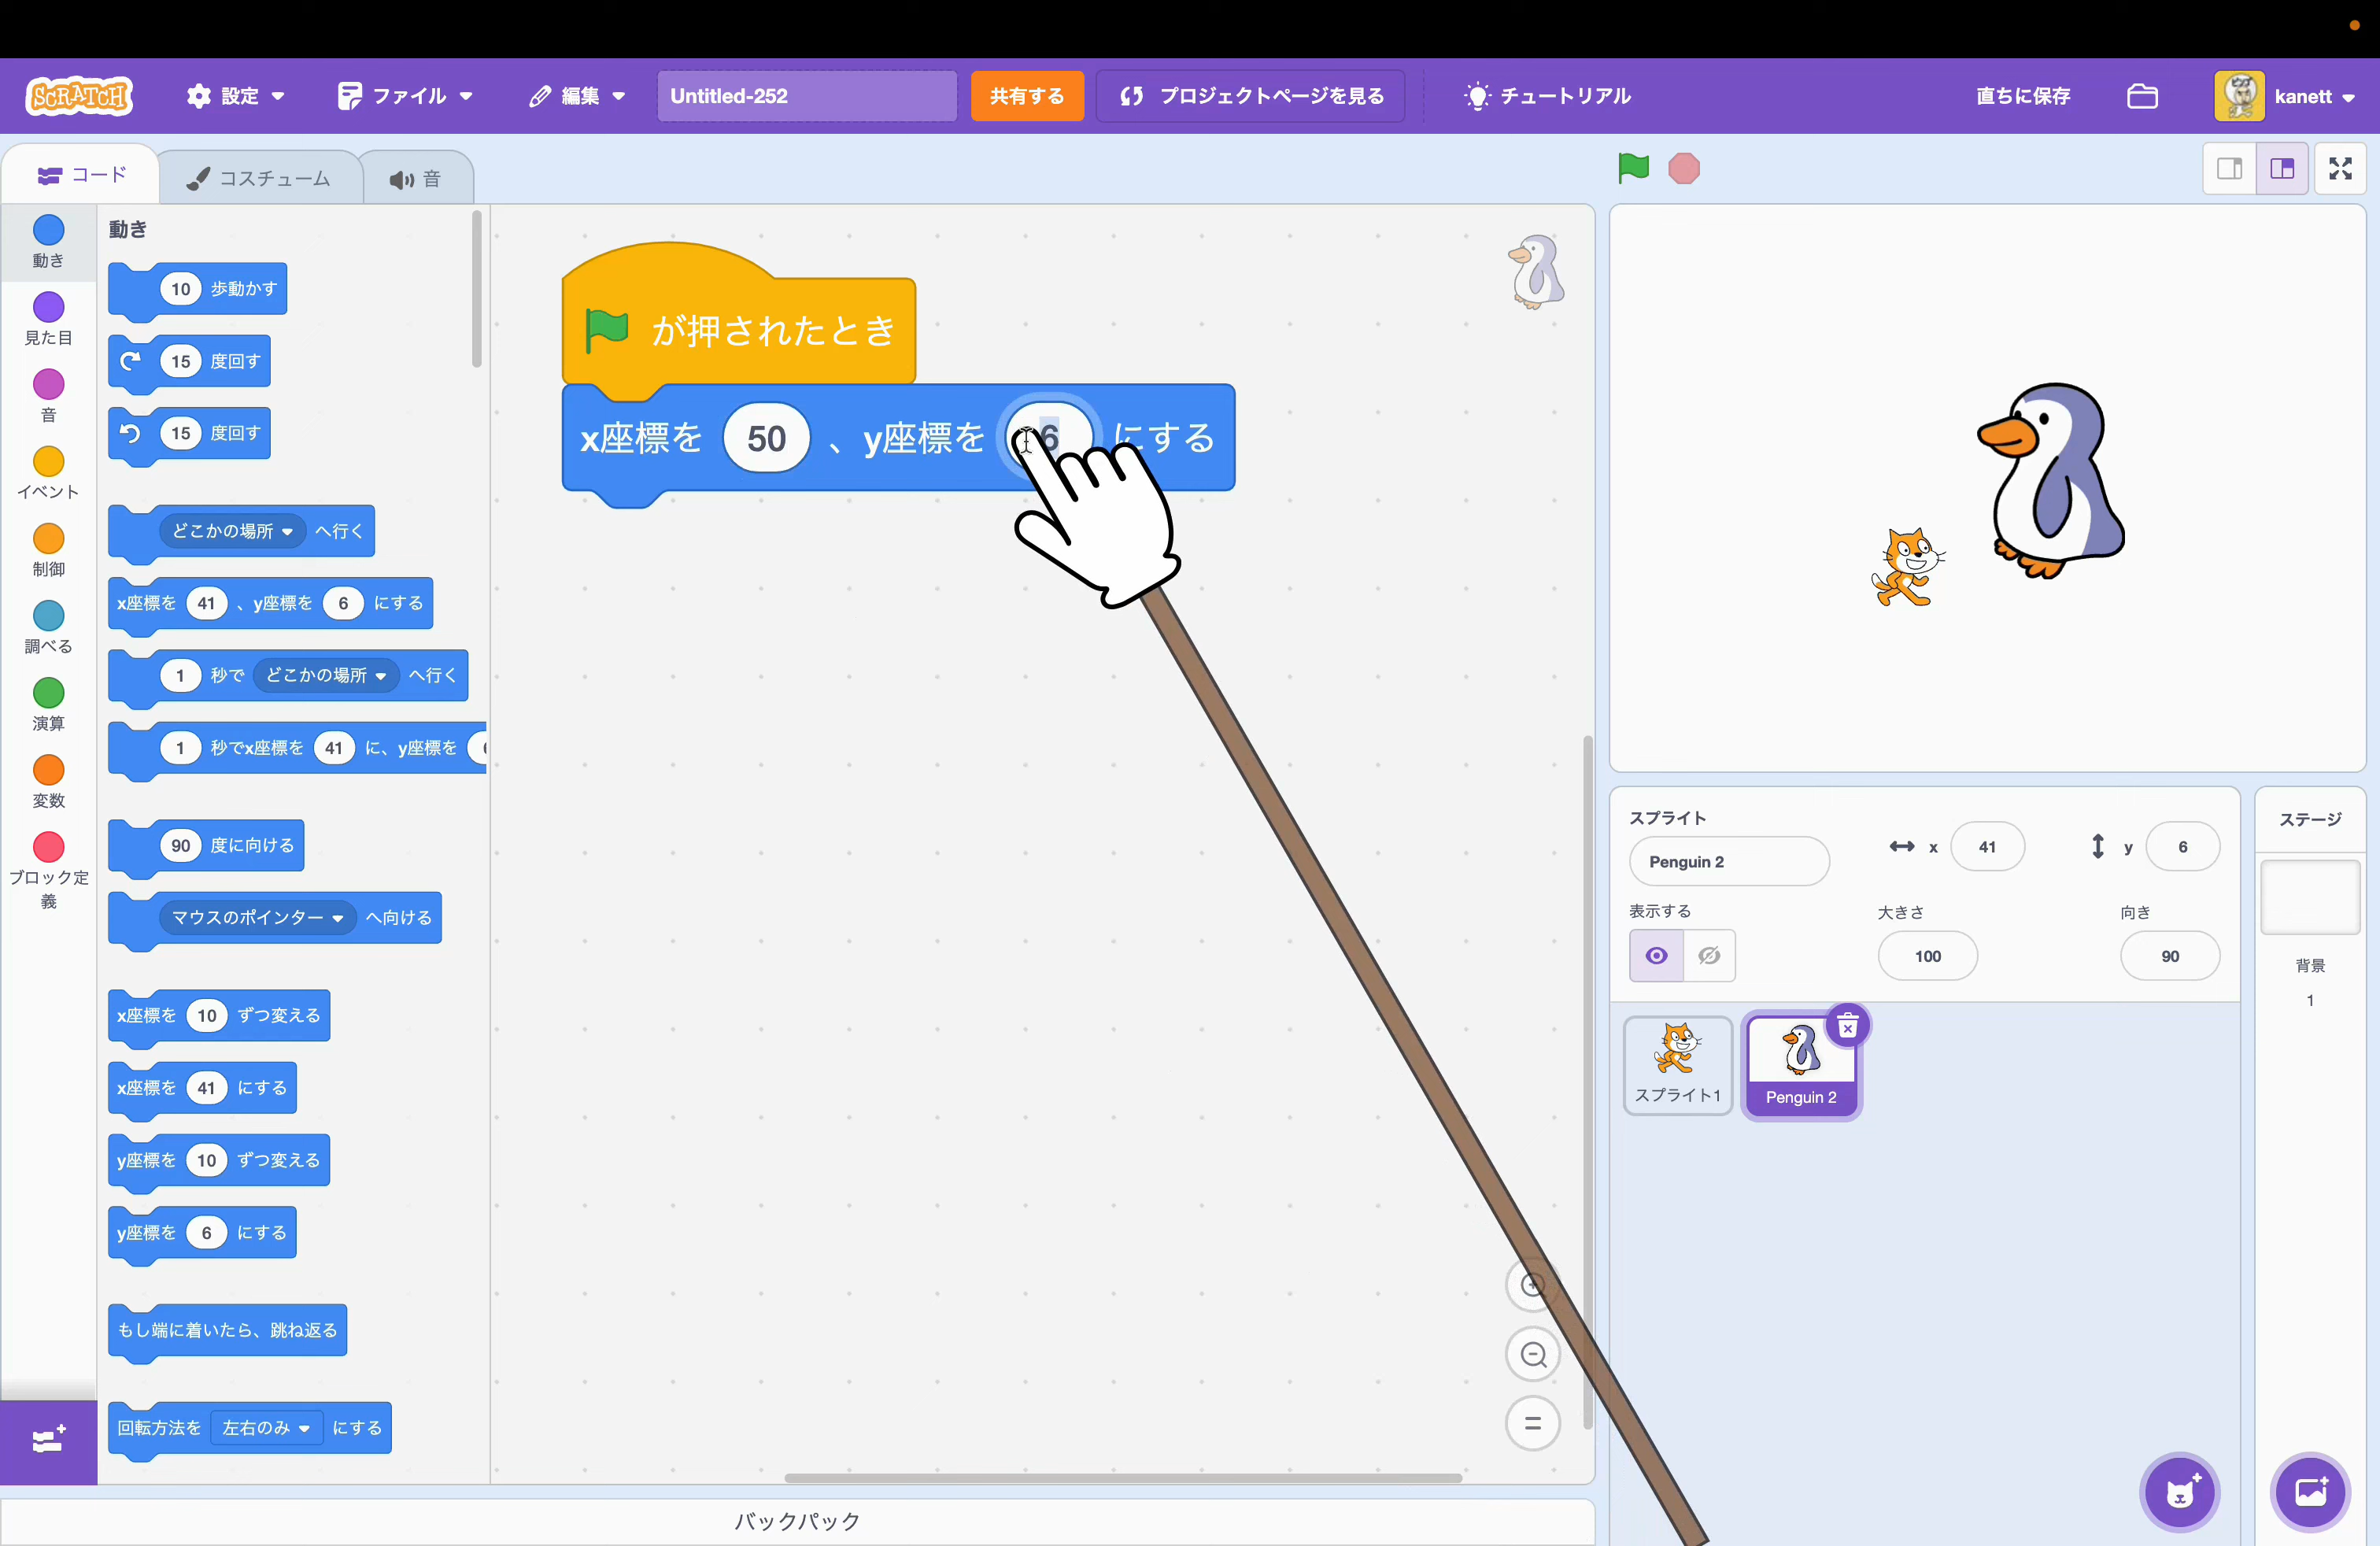 SCRATCH
設定
ファイル
編集
Untitled-252
共有する
プロジェクトページを見る
チュートリアル
直ちに保存
kanett
コード
コスチューム
音
動き
見た目
音
イベント
制御
調べる
演算
変数
ブロック定
義
動き
10 歩動かす
15 度回す
15 度回す
どこかの場所 へ行く
x座標を 41 、y座標を 6 にする
1 秒で どこかの場所 へ行く
1 秒でx座標を 41 に、y座標を
90 度に向ける
マウスのポインター へ向ける
x座標を 10 ずつ変える
x座標を 41 にする
y座標を 10 ずつ変える
y座標を 6 にする
もし端に着いたら、跳ね返る
回転方法を 左右のみ にする
が押されたとき
x座標を 50 、y座標を 6 にする
スプライト
Penguin 2
x 41
y 6
表示する
大きさ
100
向き
90
スプライト1
Penguin 2
ステージ
背景
1
バックパック